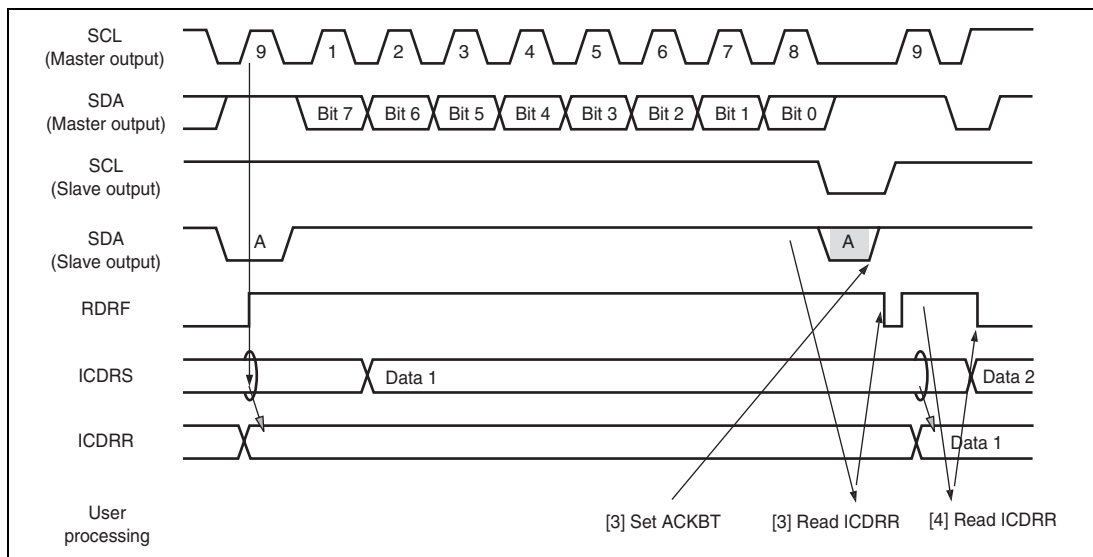 SCL
(Master output)
9 1 2 3 4 5 6 7 8 9
SDA
(Master output)
Bit 7 Bit 6 Bit 5 Bit 4 Bit 3 Bit 2 Bit 1 Bit 0
SCL
(Slave output)
SDA
(Slave output)
A A
RDRF
ICDRS
Data 1 Data 2
ICDRR
Data 1
User
processing
[3] Set ACKBT [3] Read ICDRR [4] Read ICDRR